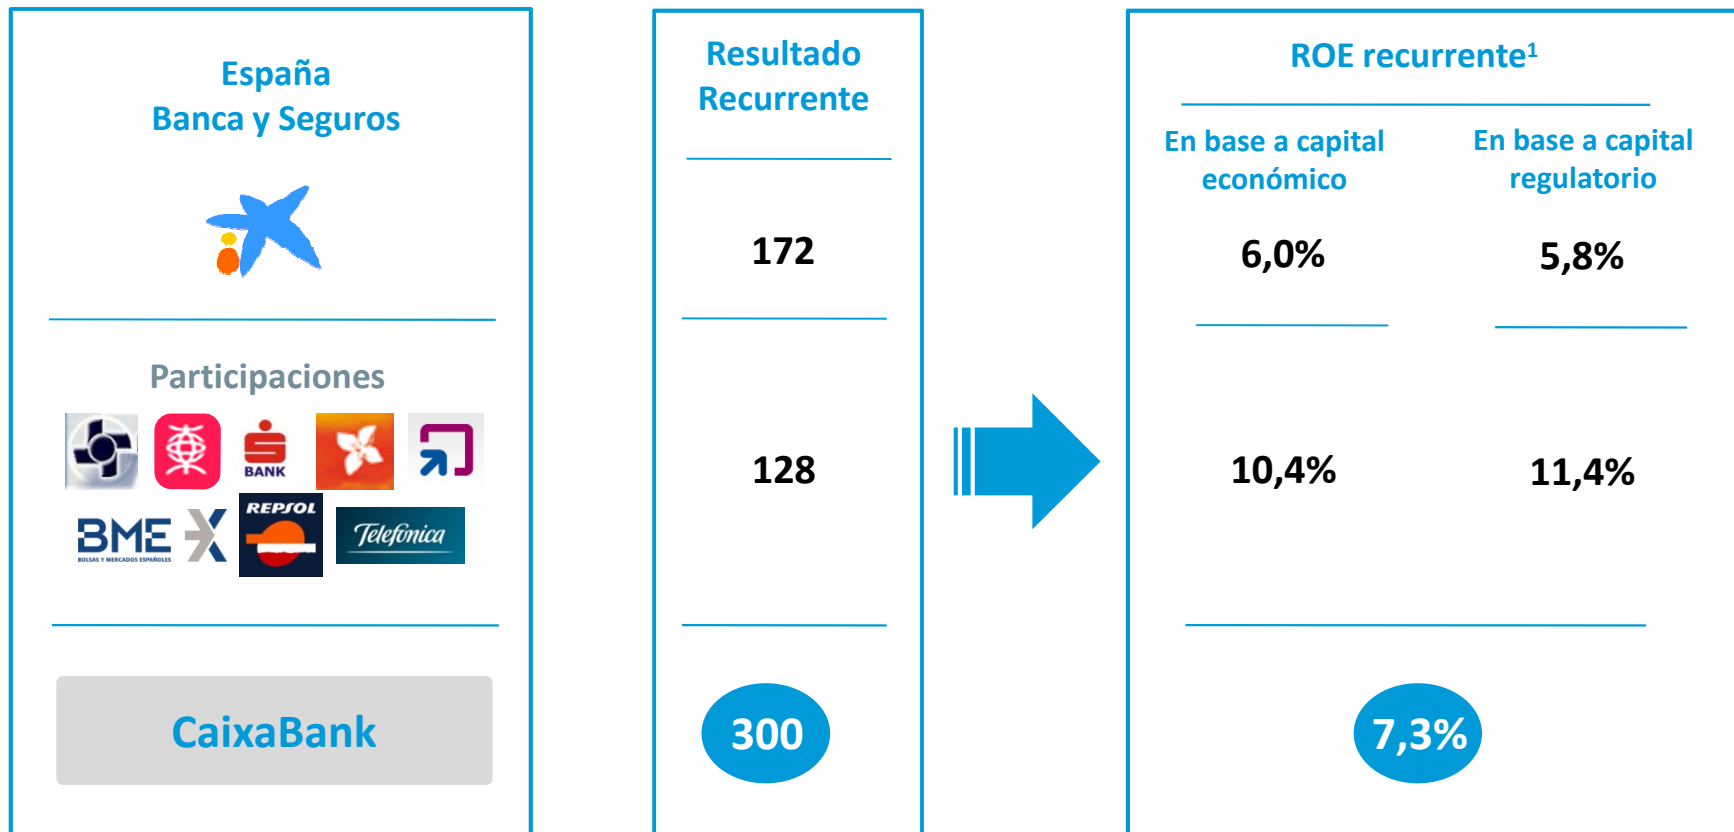 España
Banca y Seguros
Participaciones
S
BANK
BME X
BOLSAS Y MERCADOS ESPAÑOLES
REPSOL
Telefónica
CaixaBank
Resultado
Recurrente
172
128
300
ROE recurrente¹
En base a capital
económico
En base a capital
regulatorio
6,0%
5,8%
10,4%
11,4%
7,3%